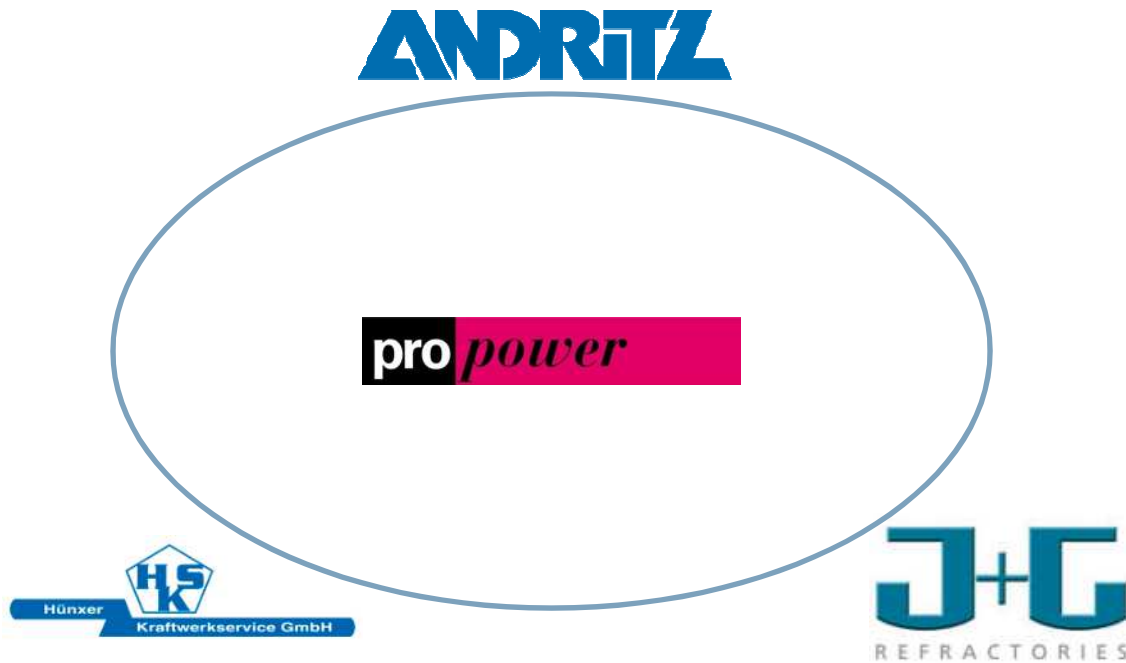 ANDRITZ
pro power
HSK
Hünxer
Kraftwerkservice GmbH
J+G
REFRACTORIES